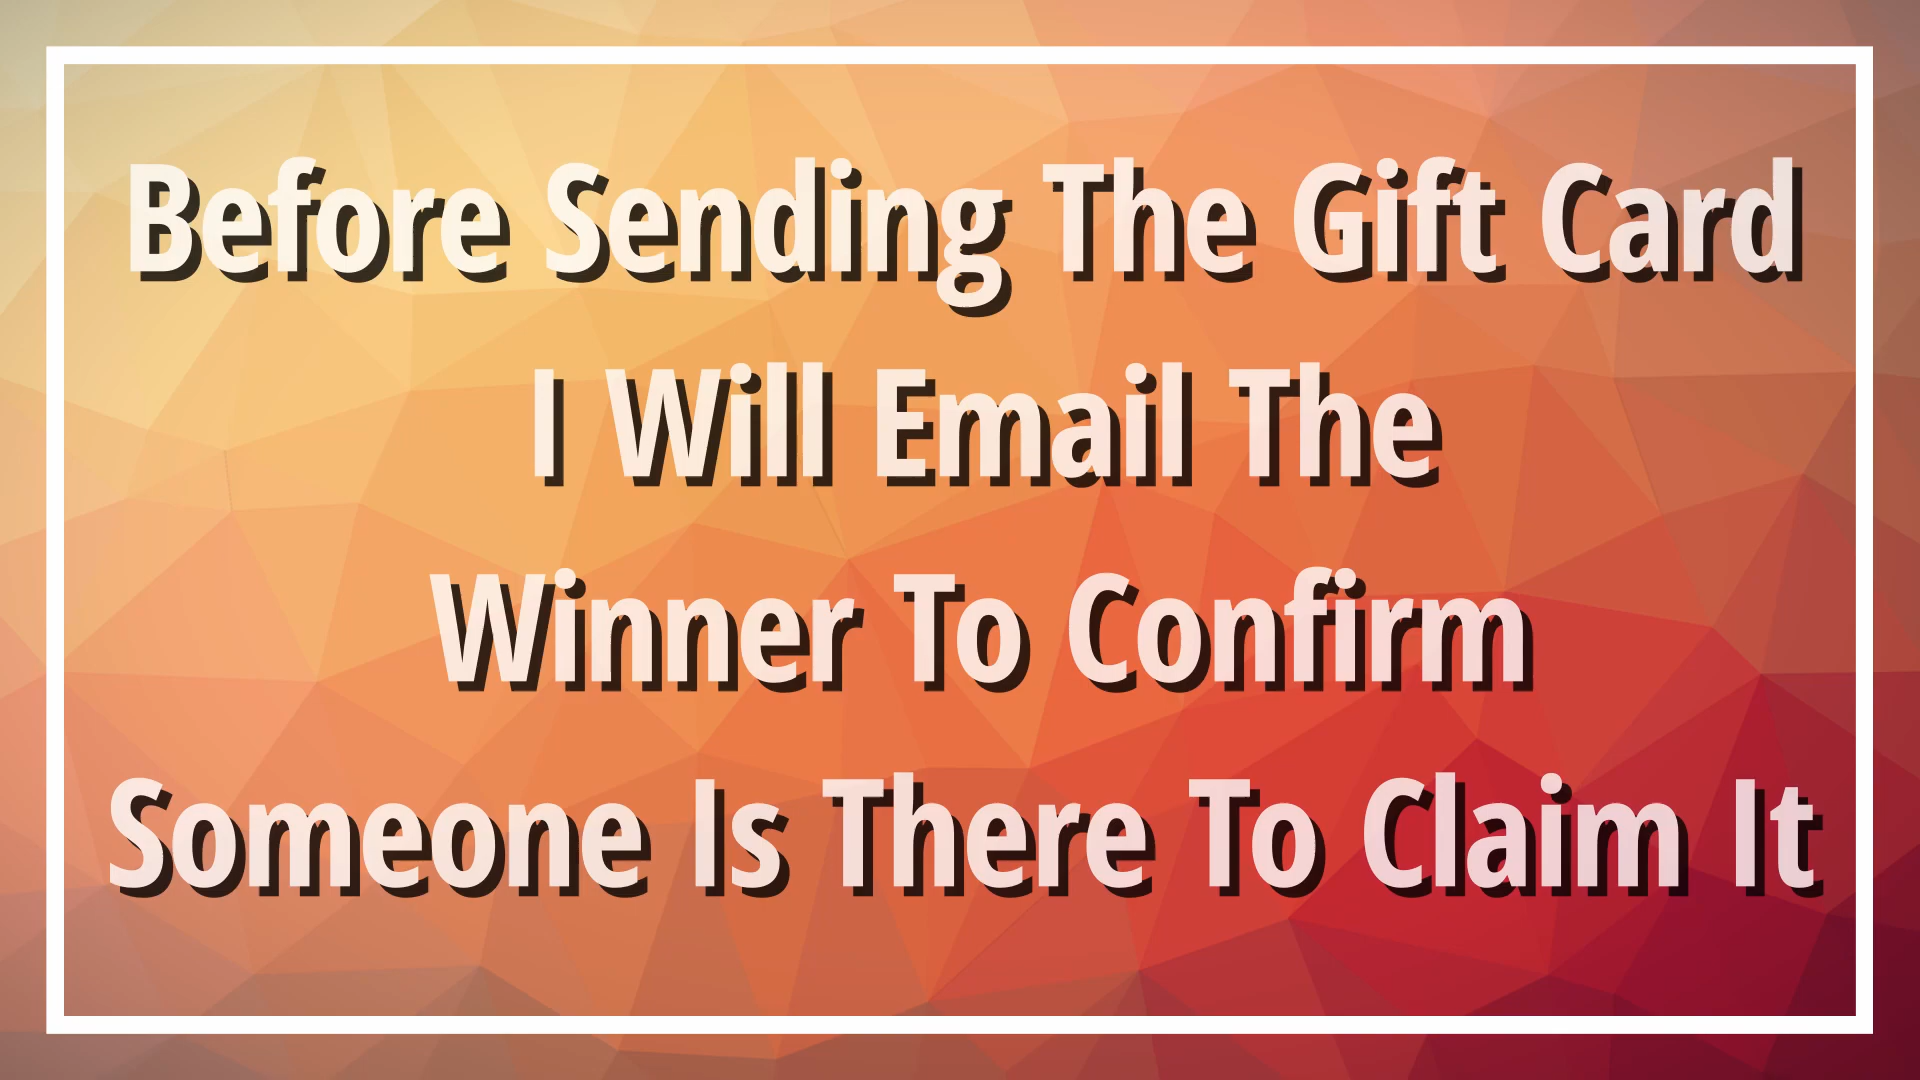 Before Sending The Gift Card
I Will Email The
Winner To Confirm
Someone Is There To Claim It